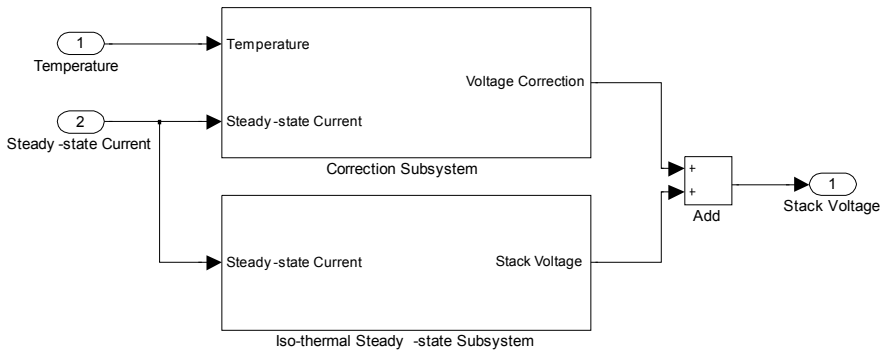 1
Temperature
2
Steady -state Current
Temperature
Steady -state Current
Voltage Correction
Correction Subsystem
Steady -state Current
Stack Voltage
Iso-thermal Steady -state Subsystem
+
+
Add
1
Stack Voltage